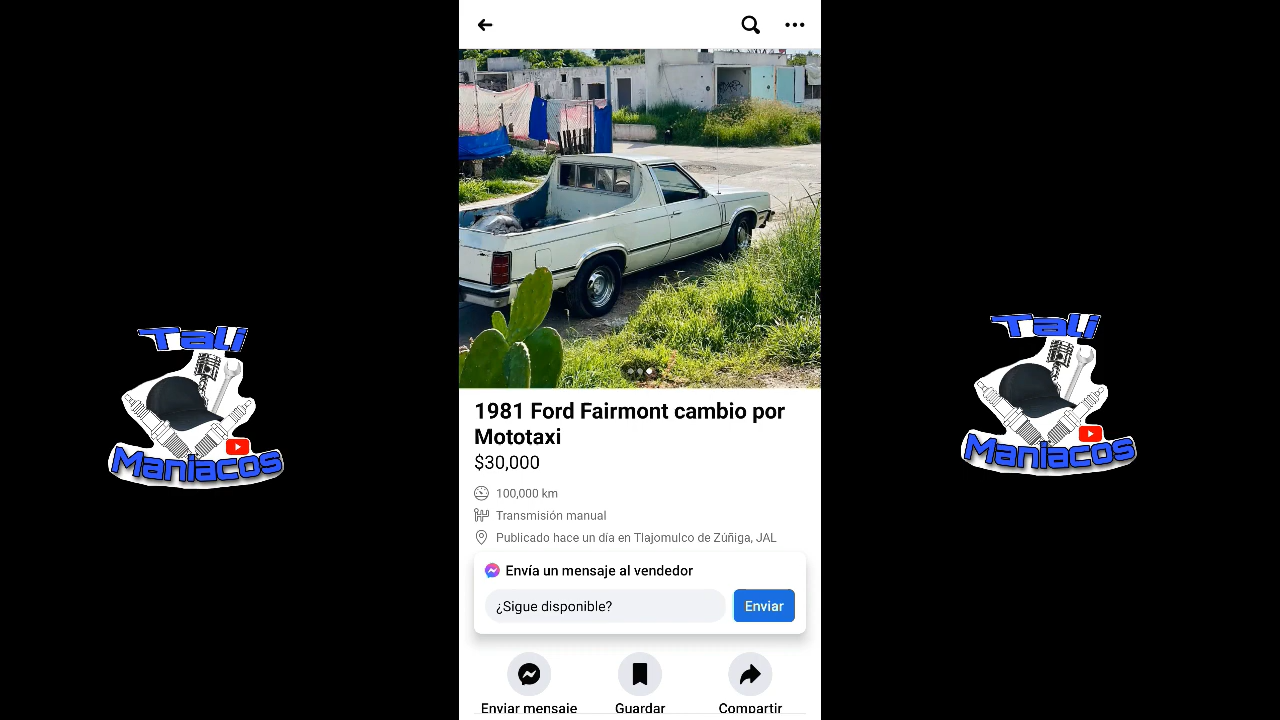 1981 Ford Fairmont cambio por
Mototaxi
$30,000
100,000 km
Transmisión manual
Publicado hace un día en Tlajomulco de Zúñiga, JAL
Envía un mensaje al vendedor
¿Sigue disponible?
Enviar
Enviar mensaje
Guardar
Compartir
Tali
Maniacos
Tali
Maniacos